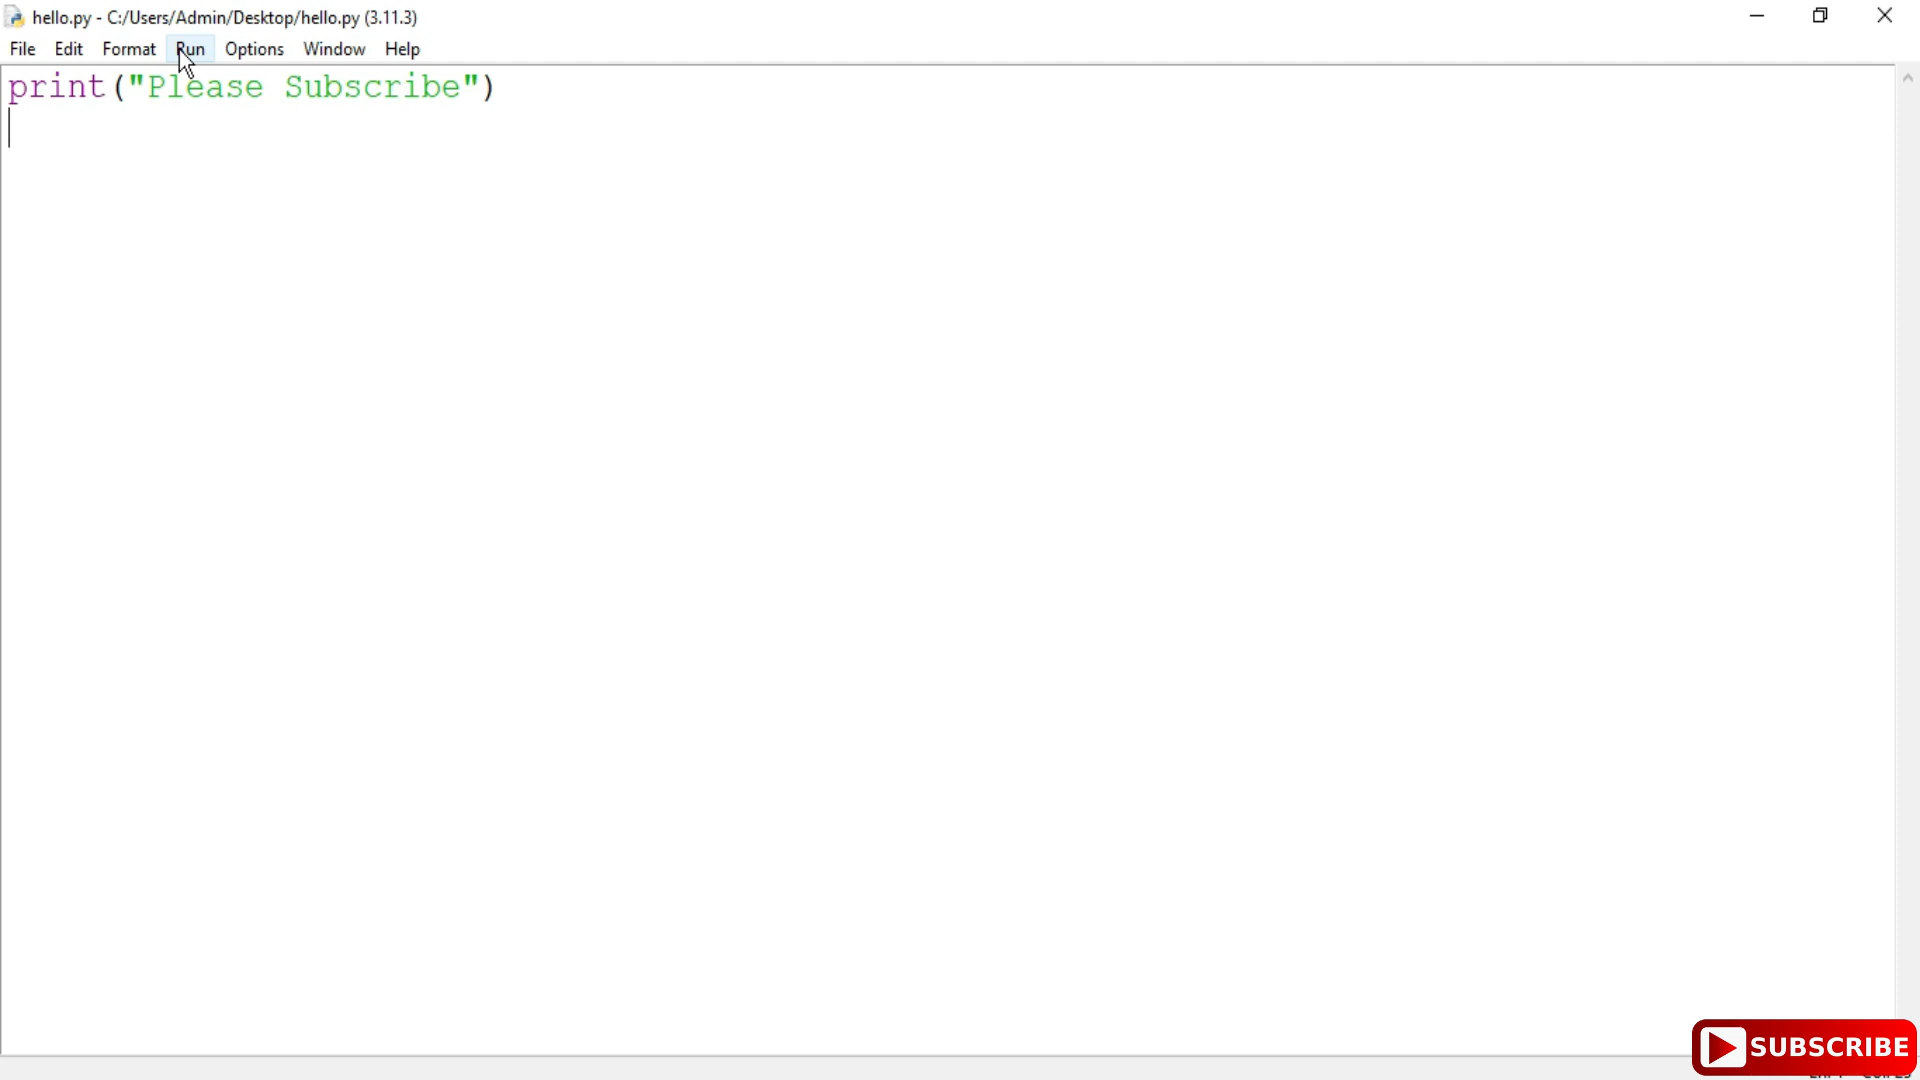 hello.py - C:/Users/Admin/Desktop/hello.py (3.11.3)
File Edit Format Run Options Window Help
print("Please Subscribe")
SUBSCRIBE